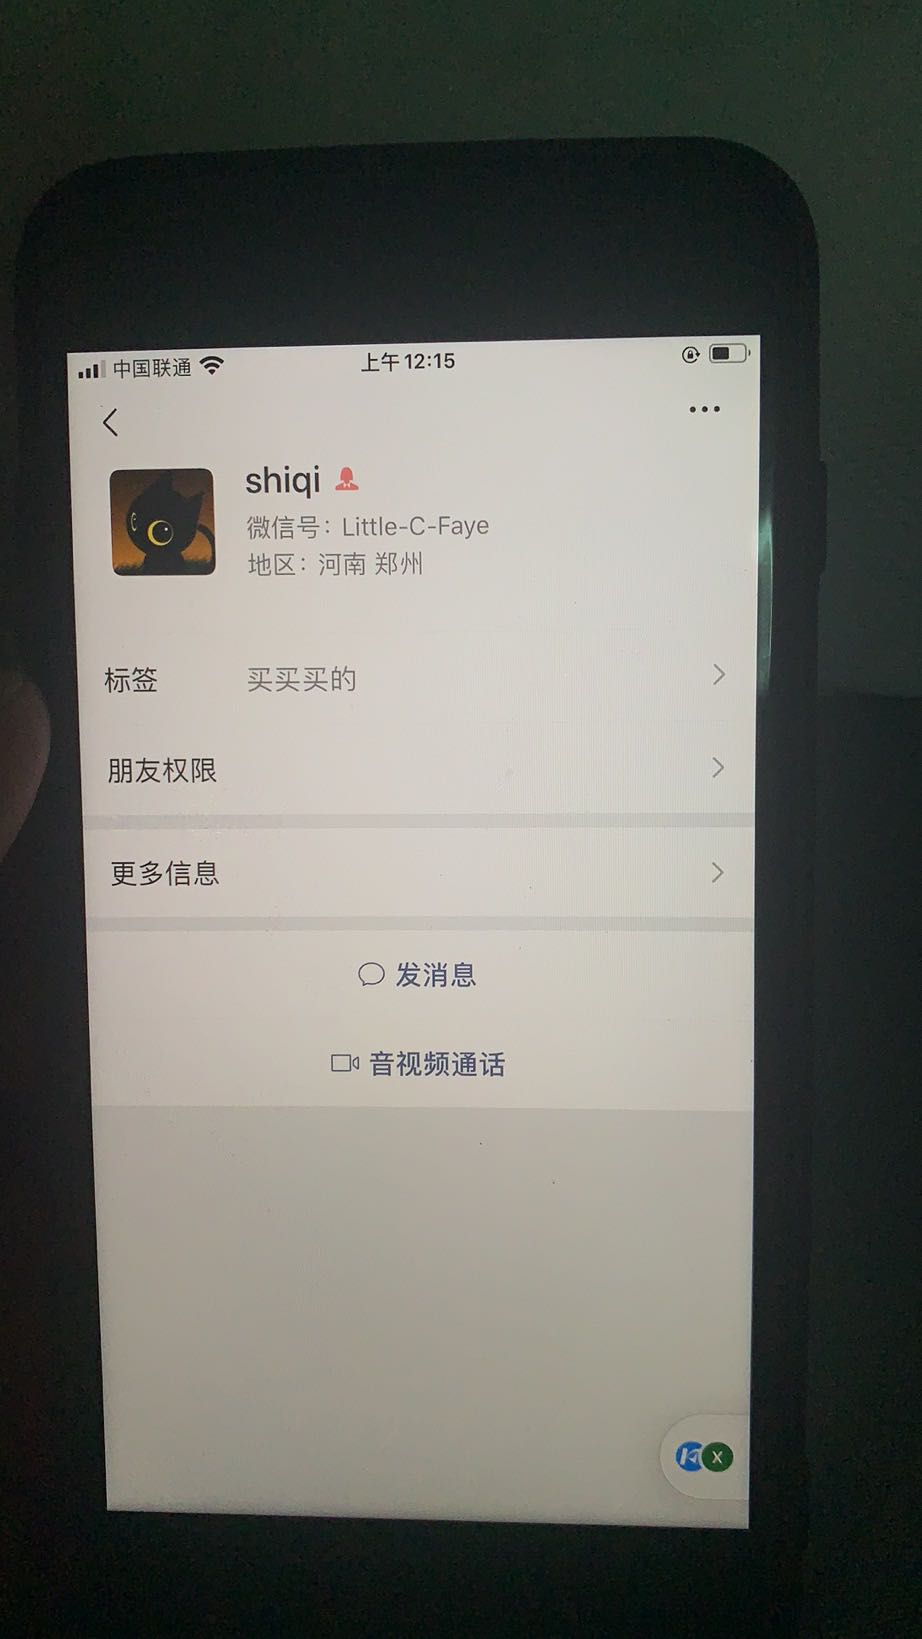 中国联通 上午12:15
shiqi
微信号：Little-C-Faye
地区：河南 郑州
标签 买买买的
朋友权限
更多信息
发消息
音视频通话
X